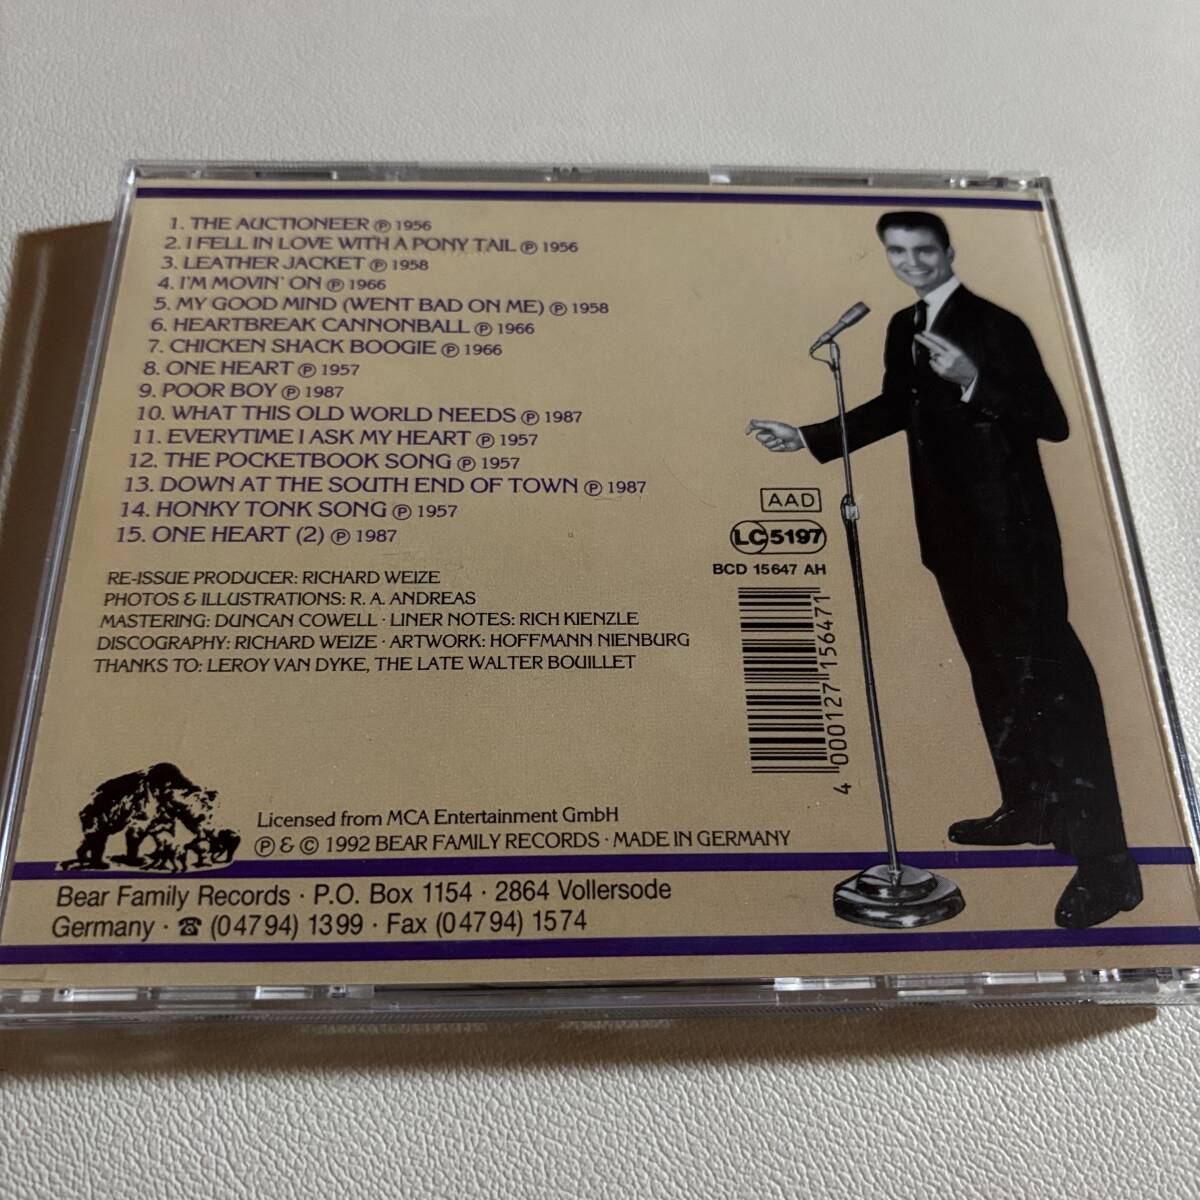 1. THE AUCTIONEER ℗ 1956
2. I FELL IN LOVE WITH A PONY TAIL ℗ 1956
3. LEATHER JACKET ℗ 1958
4. I'M MOVIN' ON ℗ 1966
5. MY GOOD MIND (WENT BAD ON ME) ℗ 1958
6. HEARTBREAK CANNONBALL ℗ 1966
7. CHICKEN SHACK BOOGIE ℗ 1966
8. ONE HEART ℗ 1957
9. POOR BOY ℗ 1987
10. WHAT THIS OLD WORLD NEEDS ℗ 1987
11. EVERYTIME I ASK MY HEART ℗ 1957
12. THE POCKETBOOK SONG ℗ 1957
13. DOWN AT THE SOUTH END OF TOWN ℗ 1987
14. HONKY TONK SONG ℗ 1957
15. ONE HEART (2) ℗ 1987
RE-ISSUE PRODUCER: RICHARD WEIZE
PHOTOS & ILLUSTRATIONS: R. A. ANDREAS
MASTERING: DUNCAN COWELL · LINER NOTES: RICH KIENZLE
DISCOGRAPHY: RICHARD WEIZE · ARTWORK: HOFFMANN NIENBURG
THANKS TO: LEROY VAN DYKE, THE LATE WALTER BOUILLET
AAD
LC 5197
BCD 15647 AH
4 000127 156471
Licensed from MCA Entertainment GmbH
℗ & © 1992 BEAR FAMILY RECORDS · MADE IN GERMANY
Bear Family Records · P.O. Box 1154 · 2864 Vollersode
Germany · ☎ (04794) 1399 · Fax (04794) 1574